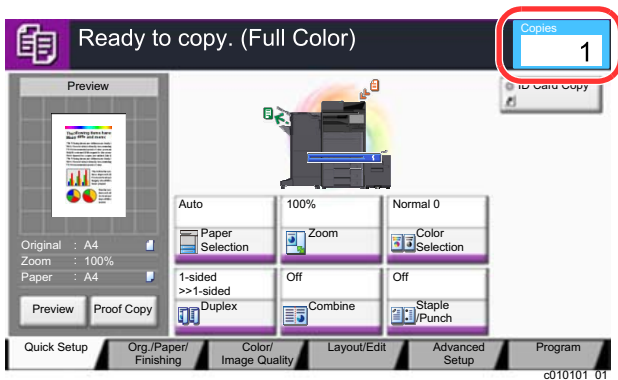 Ready to copy. (Full Color)
Copies
1
Preview
ID Card Copy
Original : A4
Zoom : 100%
Paper : A4
Preview
Proof Copy
Auto
Paper
Selection
100%
Zoom
Normal 0
Color
Selection
1-sided
>>1-sided
Duplex
Off
Combine
Off
Staple
/Punch
Quick Setup
Org./Paper/
Finishing
Color/
Image Quality
Layout/Edit
Advanced
Setup
Program
c010101_01